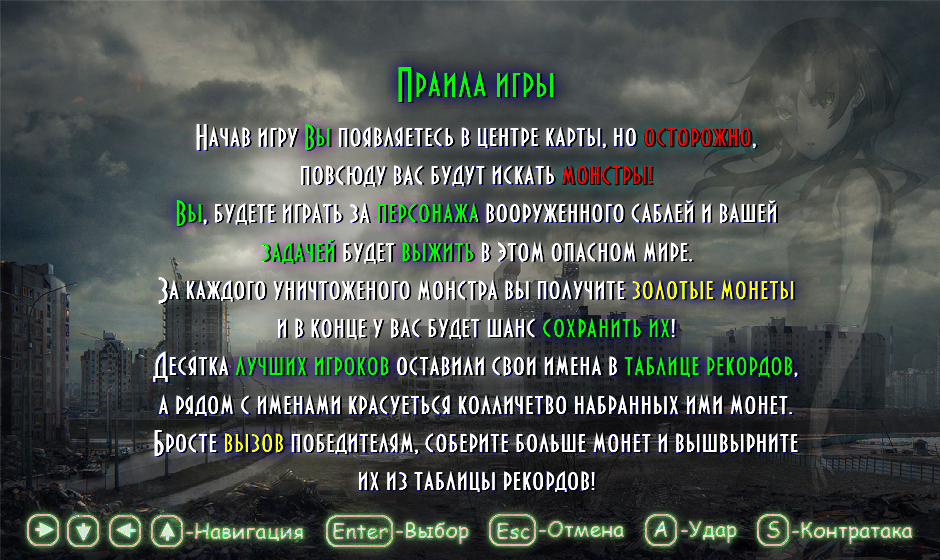 Праила игры
Начав игру Вы появляетесь в центре карты, но осторожно,
повсюду вас будут искать монстры!
Вы, будете играть за персонажа вооруженного саблей и вашей
задачей будет выжить в этом опасном мире.
За каждого уничтоженого монстра вы получите золотые монеты
и в конце у вас будет шанс сохранить их!
Десятка лучших игроков оставили свои имена в таблице рекордов,
а рядом с именами красуеться колличетво набранных ими монет.
Бросте вызов победителям, соберите больше монет и вышвырните
их из таблицы рекордов!
-Навигация Enter-Выбор Esc-Отмена A-Удар S-Контратака